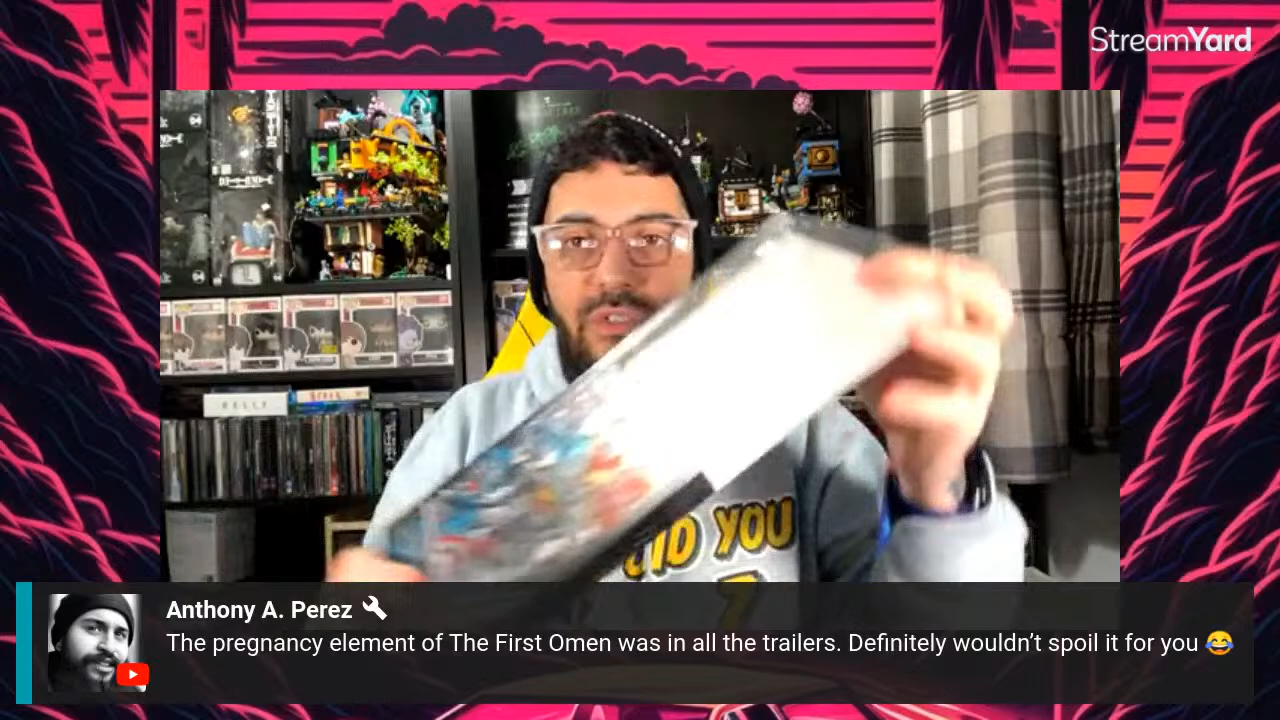 StreamYard
DID YOU
?
Anthony A. Perez
The pregnancy element of The First Omen was in all the trailers. Definitely wouldn’t spoil it for you 😂